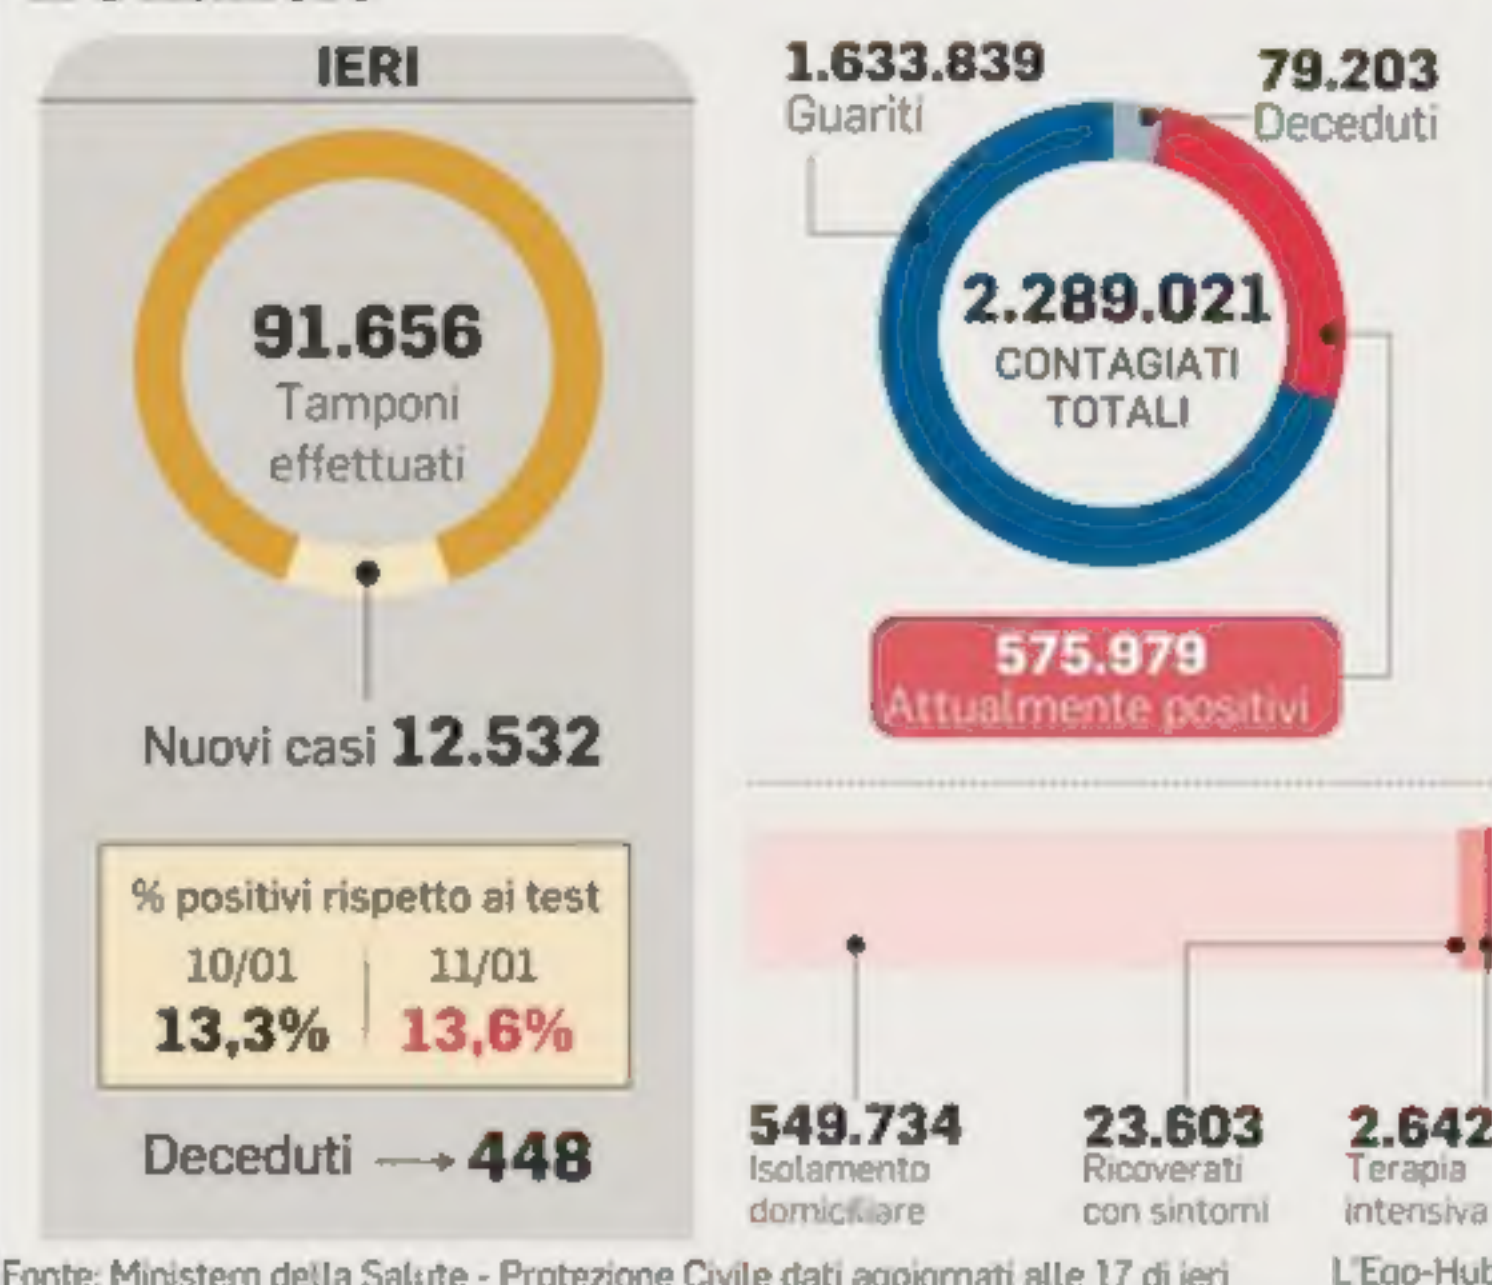 IERI
91.656
Tamponi
effettuati
Nuovi casi 12.532
% positivi rispetto ai test
10/01
11/01
13,3%
13,6%
Deceduti → 448
1.633.839
Guariti
79.203
Deceduti
2.289.021
CONTAGIATI
TOTALI
575.979
Attualmente positivi
549.734
Isolamento
domiciliare
23.603
Ricoverati
con sintomi
2.642
Terapia
intensiva
Fonte: Ministero della Salute - Protezione Civile dati aggiornati alle 17 di ieri
L'Ego-Hub